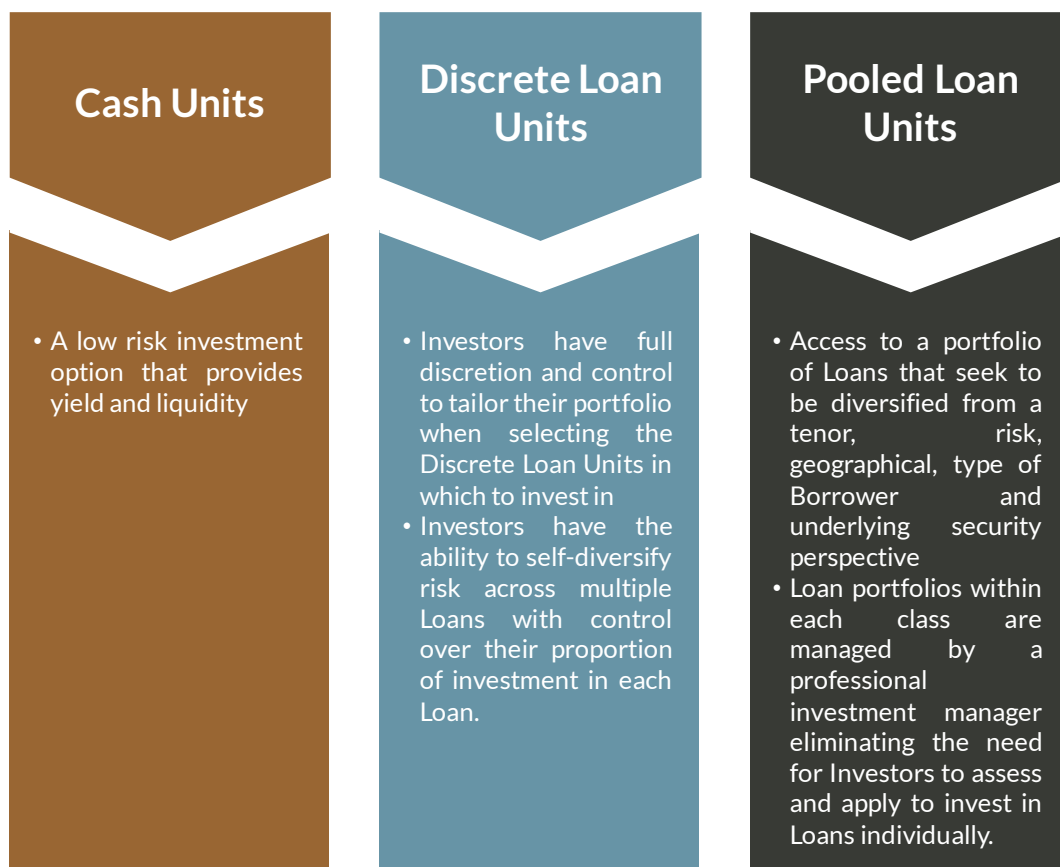 Cash Units
• A low risk investment
option that provides
yield and liquidity
Discrete Loan
Units
• Investors have full
discretion and control
to tailor their portfolio
when selecting the
Discrete Loan Units in
which to invest in
• Investors have the
ability to self-diversify
risk across multiple
Loans with control
over their proportion
of investment in each
Loan.
Pooled Loan
Units
• Access to a portfolio
of Loans that seek to
be diversified from a
tenor, risk,
geographical, type of
Borrower and
underlying security
perspective
• Loan portfolios within
each class are
managed by a
professional
investment manager
eliminating the need
for Investors to assess
and apply to invest in
Loans individually.